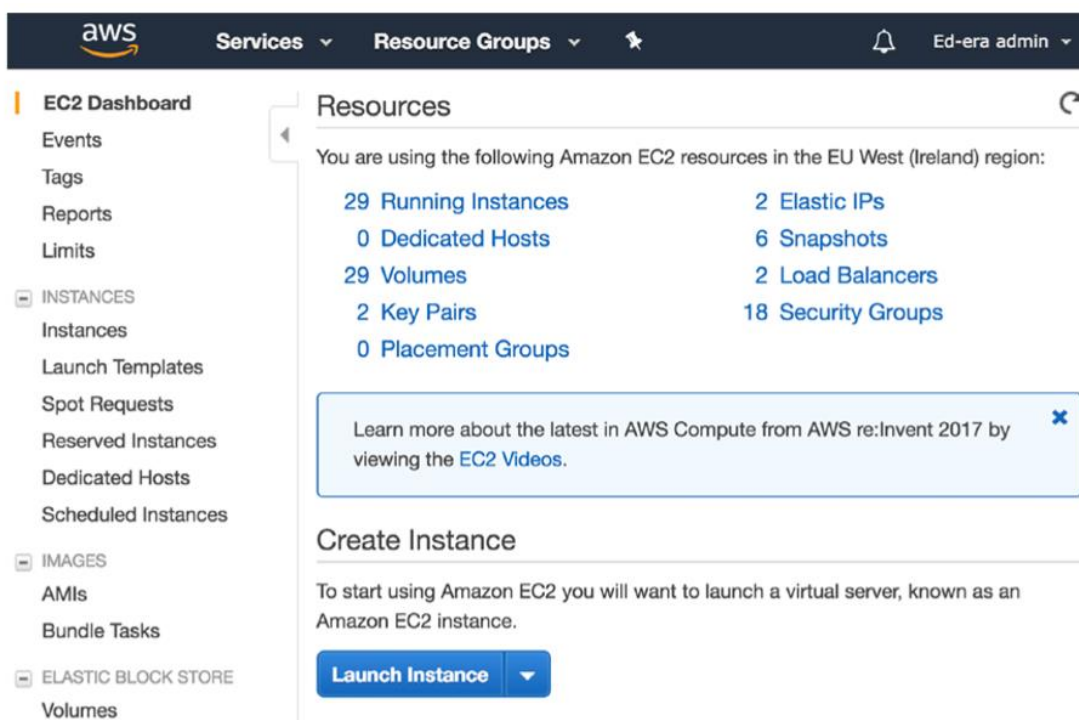 aws Services Resource Groups Ed-era admin
EC2 Dashboard
Events
Tags
Reports
Limits
INSTANCES
Instances
Launch Templates
Spot Requests
Reserved Instances
Dedicated Hosts
Scheduled Instances
IMAGES
AMIs
Bundle Tasks
ELASTIC BLOCK STORE
Volumes
Resources
You are using the following Amazon EC2 resources in the EU West (Ireland) region:
29 Running Instances
0 Dedicated Hosts
29 Volumes
2 Key Pairs
0 Placement Groups
2 Elastic IPs
6 Snapshots
2 Load Balancers
18 Security Groups
Learn more about the latest in AWS Compute from AWS re:Invent 2017 by
viewing the EC2 Videos.
Create Instance
To start using Amazon EC2 you will want to launch a virtual server, known as an
Amazon EC2 instance.
Launch Instance